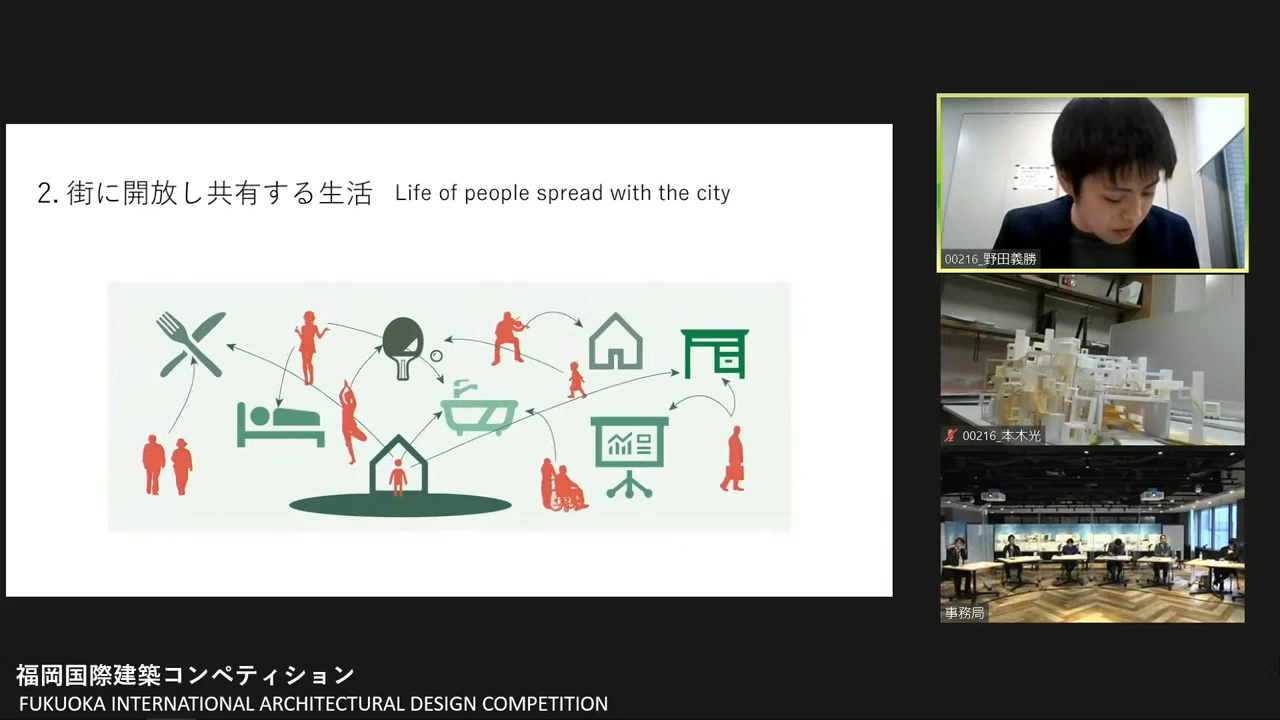 2. 街に開放し共有する生活 Life of people spread with the city
00216_野田義勝
00216_本木光
事務局
福岡国際建築コンペティション
FUKUOKA INTERNATIONAL ARCHITECTURAL DESIGN COMPETITION